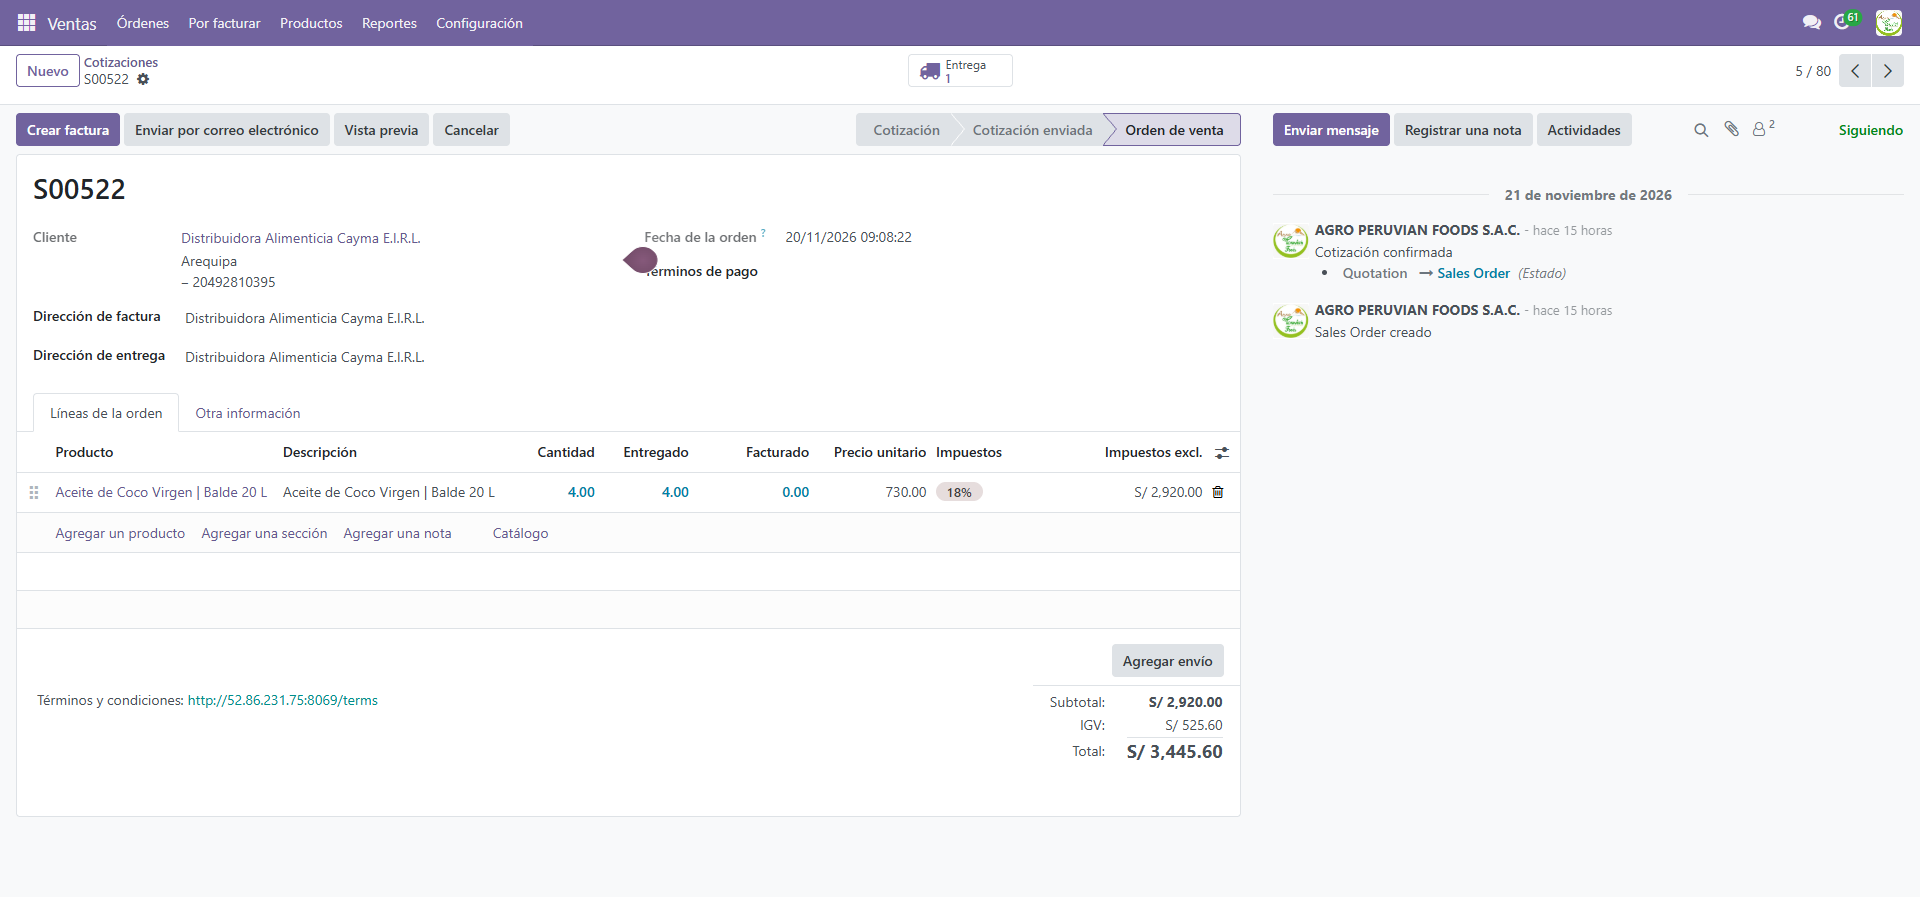 Ventas Órdenes Por facturar Productos Reportes Configuración 61
Nuevo Cotizaciones
S00522
Entrega
1
5 / 80
Crear factura Enviar por correo electrónico Vista previa Cancelar Cotización Cotización enviada Orden de venta
Enviar mensaje Registrar una nota Actividades 2 Siguiendo
S00522
Cliente Distribuidora Alimenticia Cayma E.I.R.L.
Arequipa
– 20492810395
Dirección de factura Distribuidora Alimenticia Cayma E.I.R.L.
Dirección de entrega Distribuidora Alimenticia Cayma E.I.R.L.
Fecha de la orden ? 20/11/2026 09:08:22
Términos de pago
Líneas de la orden Otra información
Producto Descripción Cantidad Entregado Facturado Precio unitario Impuestos Impuestos excl.
Aceite de Coco Virgen | Balde 20 L Aceite de Coco Virgen | Balde 20 L 4.00 4.00 0.00 730.00 18% S/ 2,920.00
Agregar un producto Agregar una sección Agregar una nota Catálogo
Agregar envío
Términos y condiciones: http://52.86.231.75:8069/terms
Subtotal: S/ 2,920.00
IGV: S/ 525.60
Total: S/ 3,445.60
21 de noviembre de 2026
AGRO PERUVIAN FOODS S.A.C. - hace 15 horas
Cotización confirmada
• Quotation → Sales Order (Estado)
AGRO PERUVIAN FOODS S.A.C. - hace 15 horas
Sales Order creado